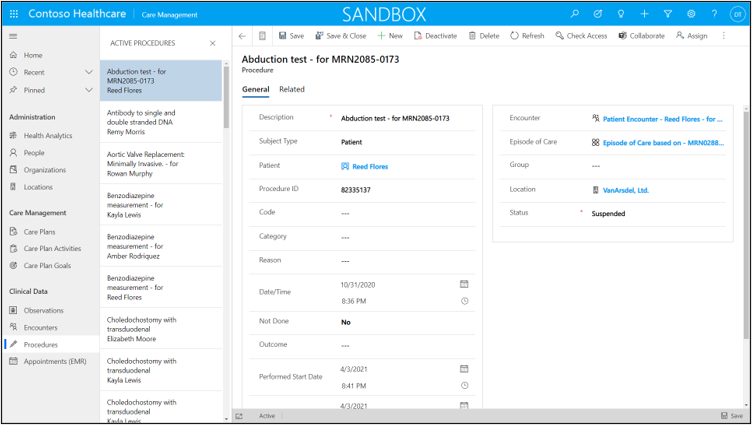 Contoso Healthcare
Care Management
SANDBOX
DT
Home
Recent
Pinned
Administration
Health Analytics
People
Organizations
Locations
Care Management
Care Plans
Care Plan Activities
Care Plan Goals
Clinical Data
Observations
Encounters
Procedures
Appointments (EMR)
ACTIVE PROCEDURES
Abduction test - for
MRN2085-0173
Reed Flores
Antibody to single and
double stranded DNA
Remy Morris
Aortic Valve Replacement:
Minimally Invasive. - for
Rowan Murphy
Benzodiazepine
measurement - for
Kayla Lewis
Benzodiazepine
measurement - for
Amber Rodriquez
Benzodiazepine
measurement - for
Reed Flores
Choledochostomy with
transduodenal
Elizabeth Moore
Choledochostomy with
transduodenal
Kayla Lewis
Choledochostomy with
transduodenal
Save
Save & Close
New
Deactivate
Delete
Refresh
Check Access
Collaborate
Assign
Abduction test - for MRN2085-0173
Procedure
General
Related
Description * Abduction test - for MRN2085-0173
Subject Type Patient
Patient Reed Flores
Procedure ID 82335137
Code ---
Category ---
Reason ---
Date/Time 10/31/2020
8:36 PM
Not Done No
Outcome ---
Performed Start Date 4/3/2021
8:41 PM
4/3/2021
Encounter Patient Encounter - Reed Flores - for ...
Episode of Care Episode of Care based on - MRN0288...
Group ---
Location VanArsdel, Ltd.
Status * Suspended
Active
Save